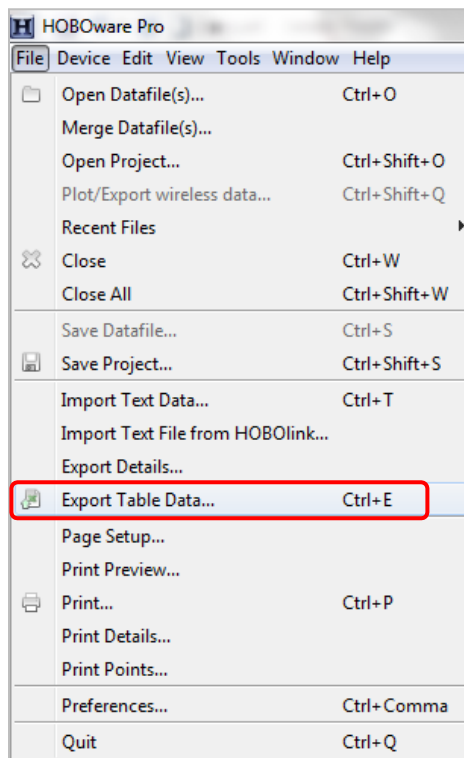 H HOBOware Pro
File Device Edit View Tools Window Help
Open Datafile(s)... Ctrl+O
Merge Datafile(s)...
Open Project... Ctrl+Shift+O
Plot/Export wireless data... Ctrl+Shift+Q
Recent Files
Close Ctrl+W
Close All Ctrl+Shift+W
Save Datafile... Ctrl+S
Save Project... Ctrl+Shift+S
Import Text Data... Ctrl+T
Import Text File from HOBOlink...
Export Details...
Export Table Data... Ctrl+E
Page Setup...
Print Preview...
Print... Ctrl+P
Print Details...
Print Points...
Preferences... Ctrl+Comma
Quit Ctrl+Q